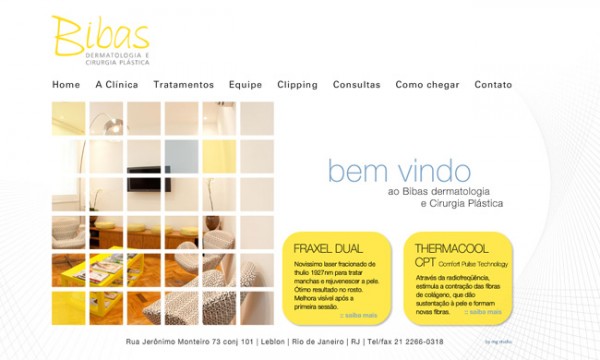 Bibas
DERMATOLOGIA E
CIRURGIA PLÁSTICA
Home A Clínica Tratamentos Equipe Clipping Consultas Como chegar Contato
bem vindo
ao Bibas dermatologia
e Cirurgia Plástica
FRAXEL DUAL
Novíssimo laser fracionado de
thulio 1927nm para tratar
manchas e rejuvenescer a pele.
Ótimo resultado no rosto.
Melhora visível após a
primeira sessão.
:: saiba mais
THERMACOOL
CPT Comfort Pulse Technology
Através da radiofreqüência,
estimula a contração das fibras
de colágeno, que dão
sustentação à pele e formam
novas fibras. :: saiba mais
Rua Jerônimo Monteiro 73 conj 101 | Leblon | Rio de Janeiro | RJ | Tel/fax 21 2266-0318
by mg studio